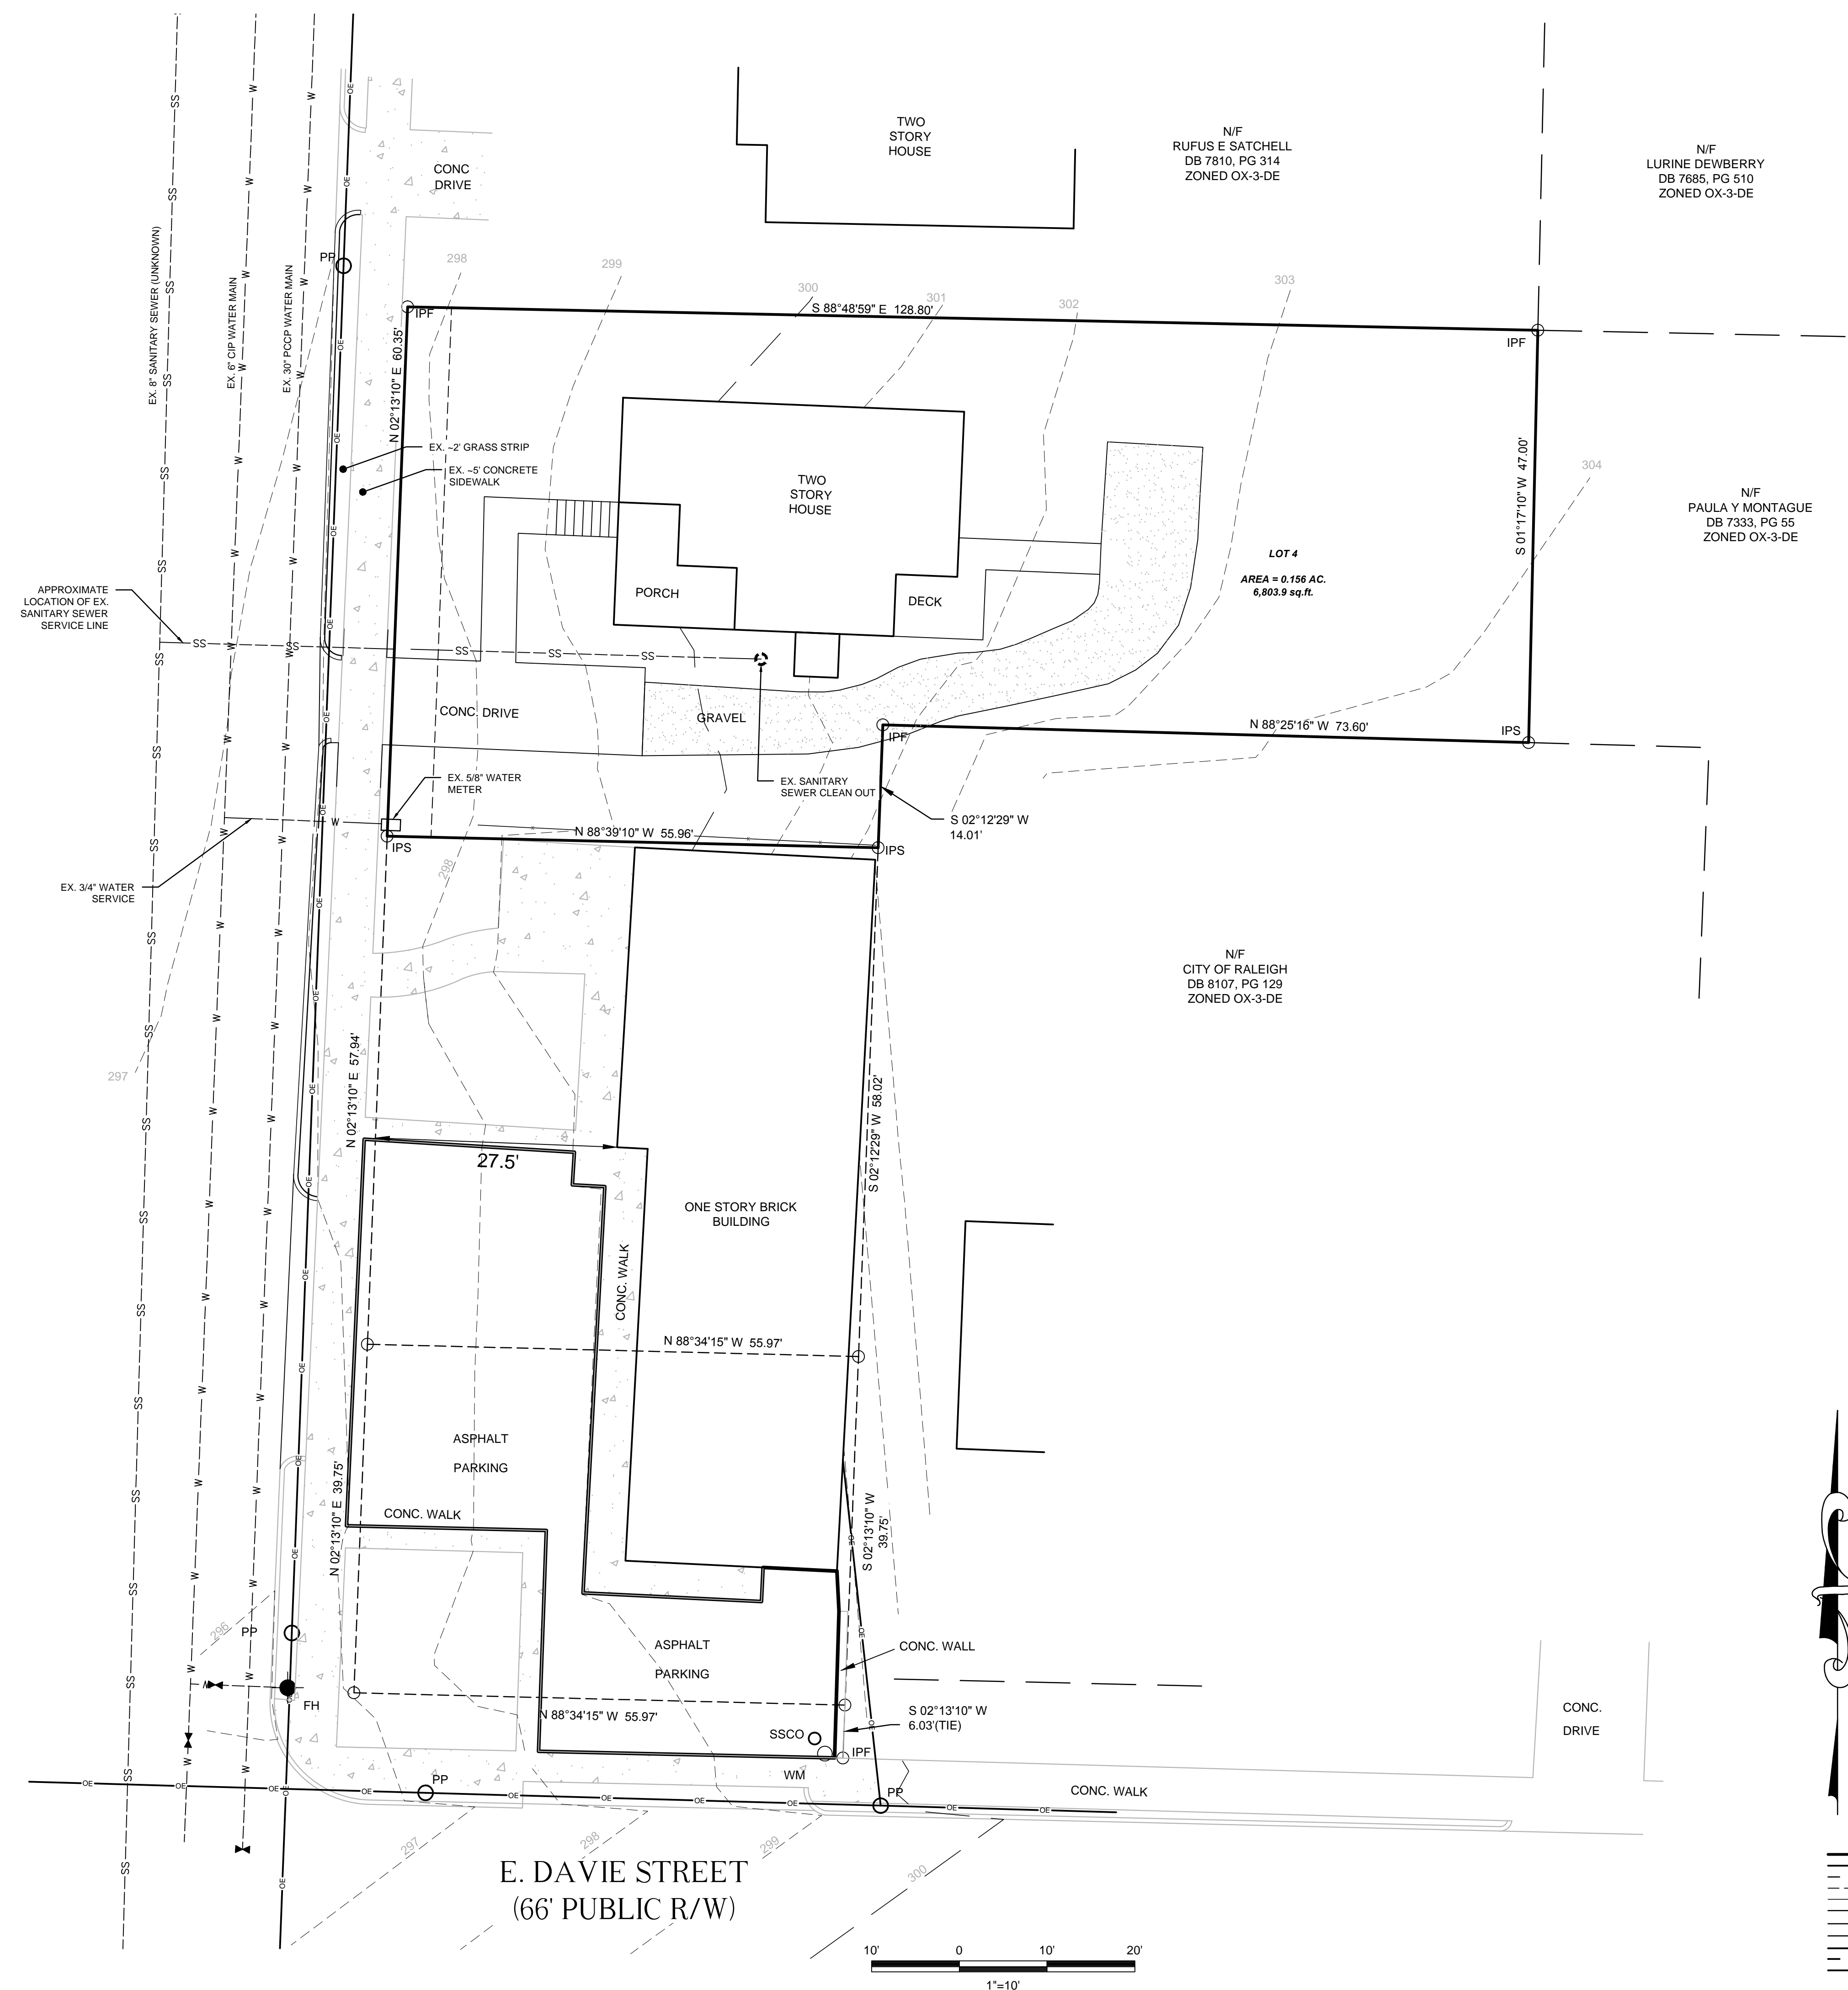 TWO
STORY
HOUSE
N/F
RUFUS E SATCHELL
DB 7810, PG 314
ZONED OX-3-DE
N/F
LURINE DEWBERRY
DB 7685, PG 510
ZONED OX-3-DE
CONC
DRIVE
EX. 8" SANITARY SEWER (UNKNOWN)
EX. 6" CIP WATER MAIN
EX. 30" PCCP WATER MAIN
PP
298
299
300
301
302
303
S 88°48'59" E 128.80'
IPF
IPF
N 02°13'10" E 60.35'
EX. ~2' GRASS STRIP
EX. ~5' CONCRETE
SIDEWALK
TWO
STORY
HOUSE
S 01°17'10" W 47.00'
304
N/F
PAULA Y MONTAGUE
DB 7333, PG 55
ZONED OX-3-DE
LOT 4
AREA = 0.156 AC.
6,803.9 sq.ft.
PORCH
DECK
APPROXIMATE
LOCATION OF EX.
SANITARY SEWER
SERVICE LINE
SS
SS
SS
SS
SS
CONC. DRIVE
GRAVEL
IPF
N 88°25'16" W 73.60'
IPS
EX. 5/8" WATER
METER
EX. SANITARY
SEWER CLEAN OUT
S 02°12'29" W
14.01'
W
N 88°39'10" W 55.96'
IPS
IPS
298
EX. 3/4" WATER
SERVICE
N/F
CITY OF RALEIGH
DB 8107, PG 129
ZONED OX-3-DE
297
N 02°13'10" E 57.94'
S 02°12'29" W 58.02'
27.5'
ONE STORY BRICK
BUILDING
CONC. WALK
N 88°34'15" W 55.97'
ASPHALT
PARKING
N 02°13'10" E 39.75'
CONC. WALK
S 02°13'10" W
39.75'
296
PP
ASPHALT
PARKING
CONC. WALL
FH
N 88°34'15" W 55.97'
S 02°13'10" W
6.03'(TIE)
SSCO
IPF
CONC.
DRIVE
WM
PP
PP
CONC. WALK
OE
OE
OE
OE
OE
OE
OE
OE
OE
OE
297
298
299
300
E. DAVIE STREET
(66' PUBLIC R/W)
10'
0
10'
20'
1"=10'